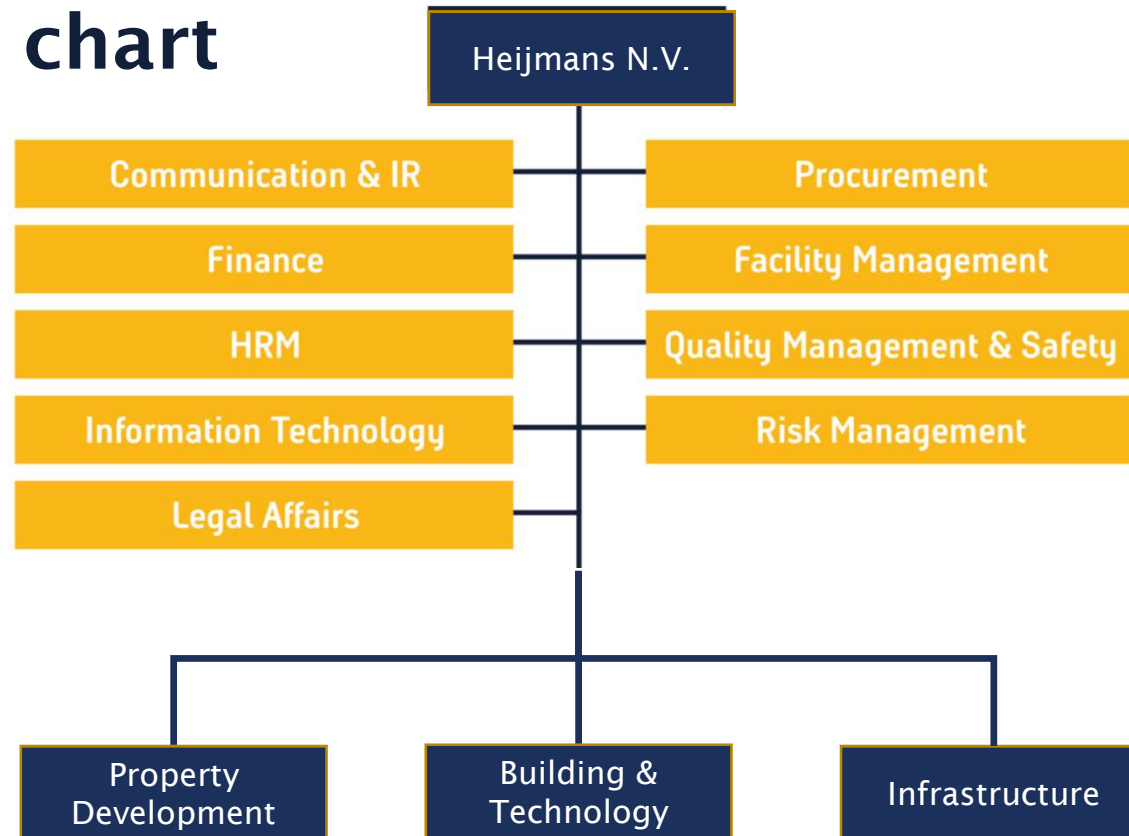 chart
Heijmans N.V.
Communication & IR
Procurement
Finance
Facility Management
HRM
Quality Management & Safety
Information Technology
Risk Management
Legal Affairs
Property
Development
Building &
Technology
Infrastructure